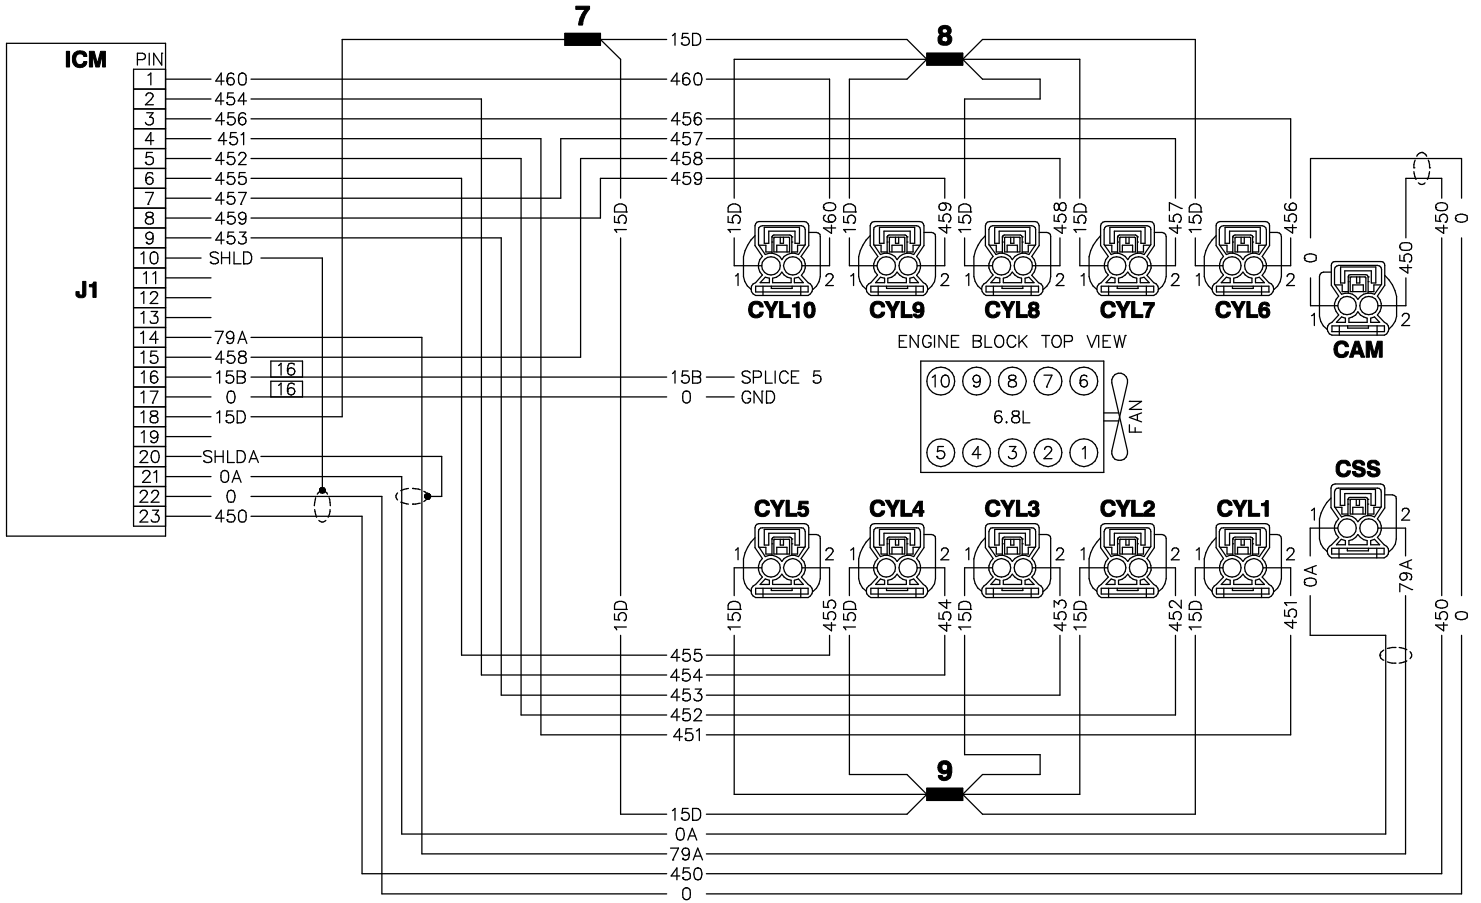 7
15D
8
ICM
PIN
1 460 460
2 454
3 456 456
4 451 457
5 452 458
6 455 459
7 457
8 459
9 453
10 SHLD
11
12
13
14 79A
15 458
16 15B 16 15B SPLICE 5
17 0 16 0 GND
18 15D
19
20 SHLDA
21 0A
22 0
23 450
J1
15D
15D 460 15D 459 15D 458 15D 457 15D 456
0 450 450 0
1 2 1 2 1 2 1 2 1 2
CYL10 CYL9 CYL8 CYL7 CYL6
1 2
CAM
ENGINE BLOCK TOP VIEW
10 9 8 7 6
6.8L
FAN
5 4 3 2 1
CSS
1 2
0A 79A
CYL5 CYL4 CYL3 CYL2 CYL1
1 2 1 2 1 2 1 2 1 2
15D
15D 455 15D 454 15D 453 15D 452 15D 451
450 0
455
454
453
452
451
9
15D
0A
79A
450
0